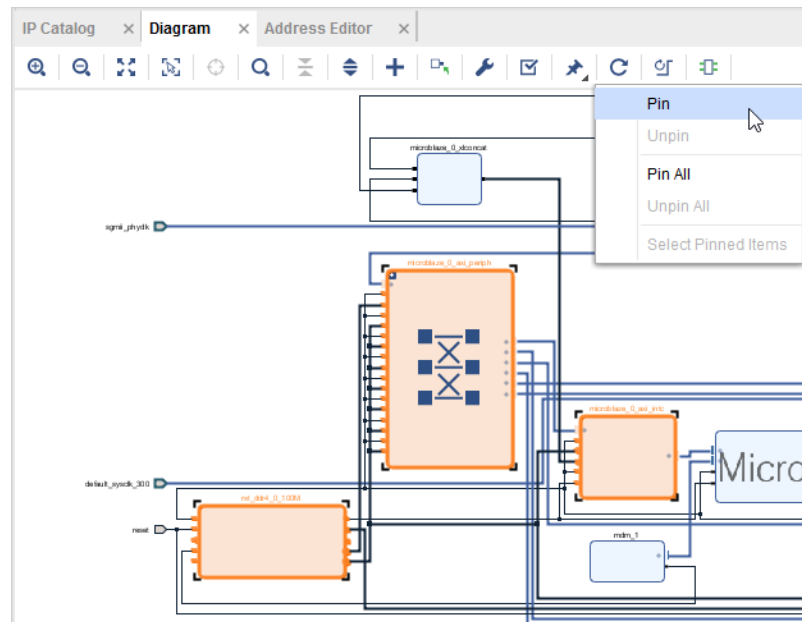 IP Catalog
Diagram
Address Editor
Pin
Unpin
Pin All
Unpin All
Select Pinned Items
microblaze_0_xlconcat
sgmii_phyclk
microblaze_0_axi_periph
microblaze_0_axi_intc
Micro
default_sysclk_300
rst_ddr4_0_100M
reset
mdm_1